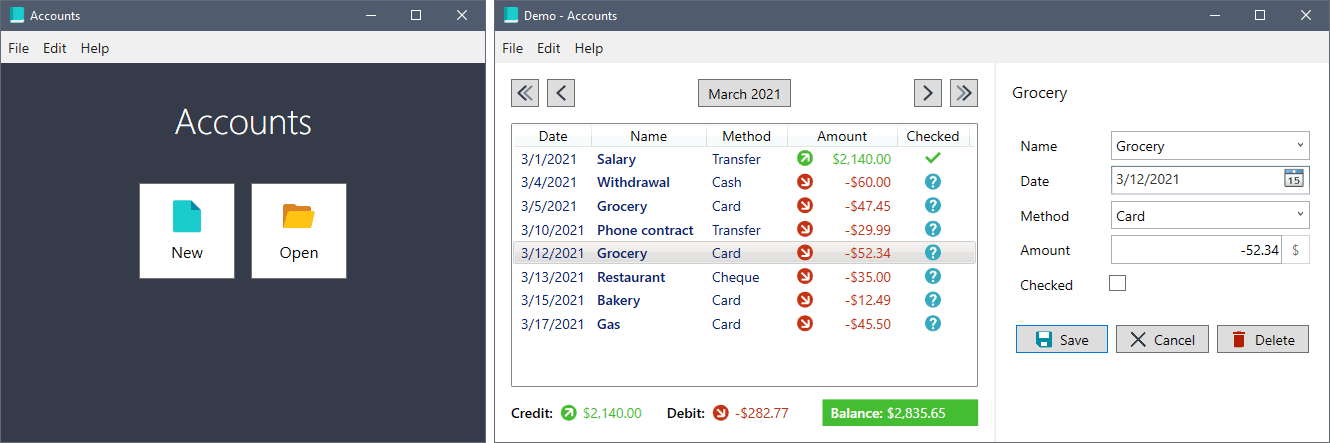 Accounts
File Edit Help
Accounts
New Open
Demo - Accounts
File Edit Help
March 2021
Date Name Method Amount Checked
3/1/2021 Salary Transfer $2,140.00
3/4/2021 Withdrawal Cash -$60.00
3/5/2021 Grocery Card -$47.45
3/10/2021 Phone contract Transfer -$29.99
3/12/2021 Grocery Card -$52.34
3/13/2021 Restaurant Cheque -$35.00
3/15/2021 Bakery Card -$12.49
3/17/2021 Gas Card -$45.50
Credit: $2,140.00 Debit: -$282.77 Balance: $2,835.65
Grocery
Name Grocery
Date 3/12/2021 15
Method Card
Amount -52.34 $
Checked
Save Cancel Delete